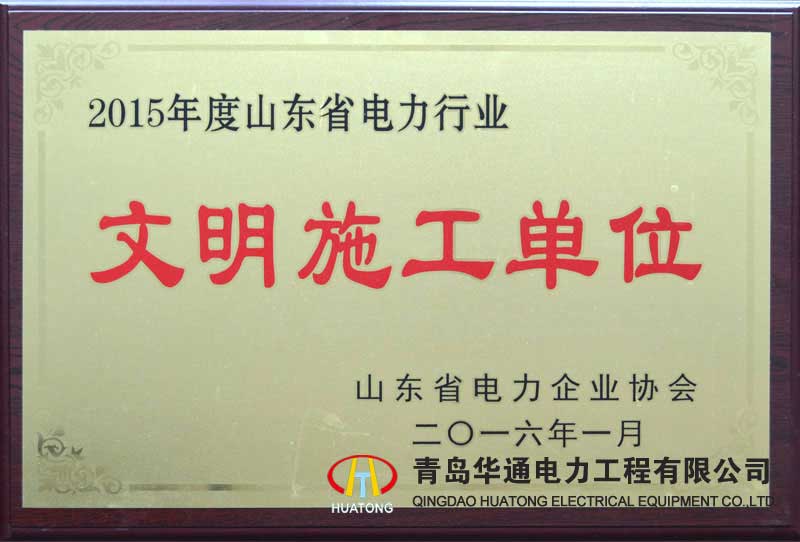 2015年度山东省电力行业
文明施工单位
山东省电力企业协会
二〇一六年一月
青岛华通电力工程有限公司
HUATONG
QINGDAO HUATONG ELECTRICAL EQUIPMENT CO.,LTD.